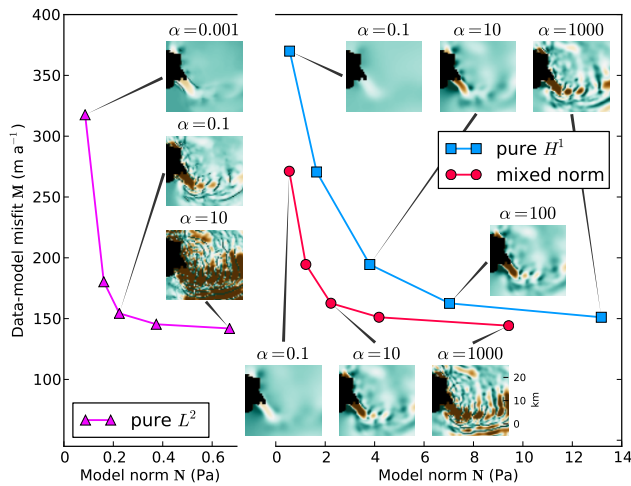 400
350
300
250
200
150
100
Data-model misfit M (m a⁻¹)
α=0.001
α=0.1
α=10
pure L²
0
0.2
0.4
0.6
Model norm N (Pa)
α=0.1
α=10
α=1000
pure H¹
mixed norm
α=100
α=0.1
α=10
α=1000
20
10
0
km
0
2
4
6
8
10
12
14
Model norm N (Pa)